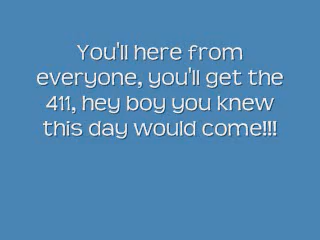 You'll here from
everyone, you'll get the
411, hey boy you knew
this day would come!!!